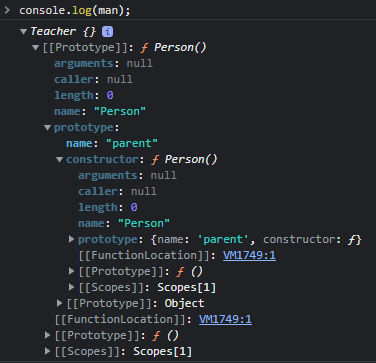 > console.log(man);
▼ Teacher {} i
▼ [[Prototype]]: ƒ Person()
arguments: null
caller: null
length: 0
name: "Person"
▼ prototype:
name: "parent"
▼ constructor: ƒ Person()
arguments: null
caller: null
length: 0
name: "Person"
▶ prototype: {name: 'parent', constructor: ƒ}
[[FunctionLocation]]: VM1749:1
▶ [[Prototype]]: ƒ ()
▶ [[Scopes]]: Scopes[1]
▶ [[Prototype]]: Object
[[FunctionLocation]]: VM1749:1
▶ [[Prototype]]: ƒ ()
▶ [[Scopes]]: Scopes[1]